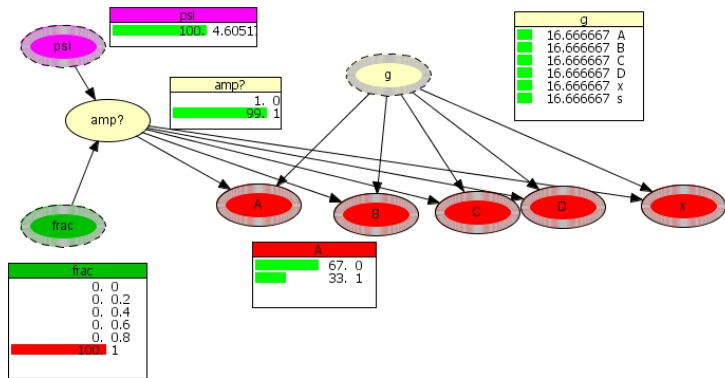 psi
psi
100. 4.60517
g
16.666667 A
16.666667 B
16.666667 C
16.666667 D
16.666667 x
16.666667 s
g
amp?
1. 0
99. 1
amp?
A
B
C
D
x
frac
A
67. 0
33. 1
frac
0. 0
0. 0.2
0. 0.4
0. 0.6
0. 0.8
100. 1